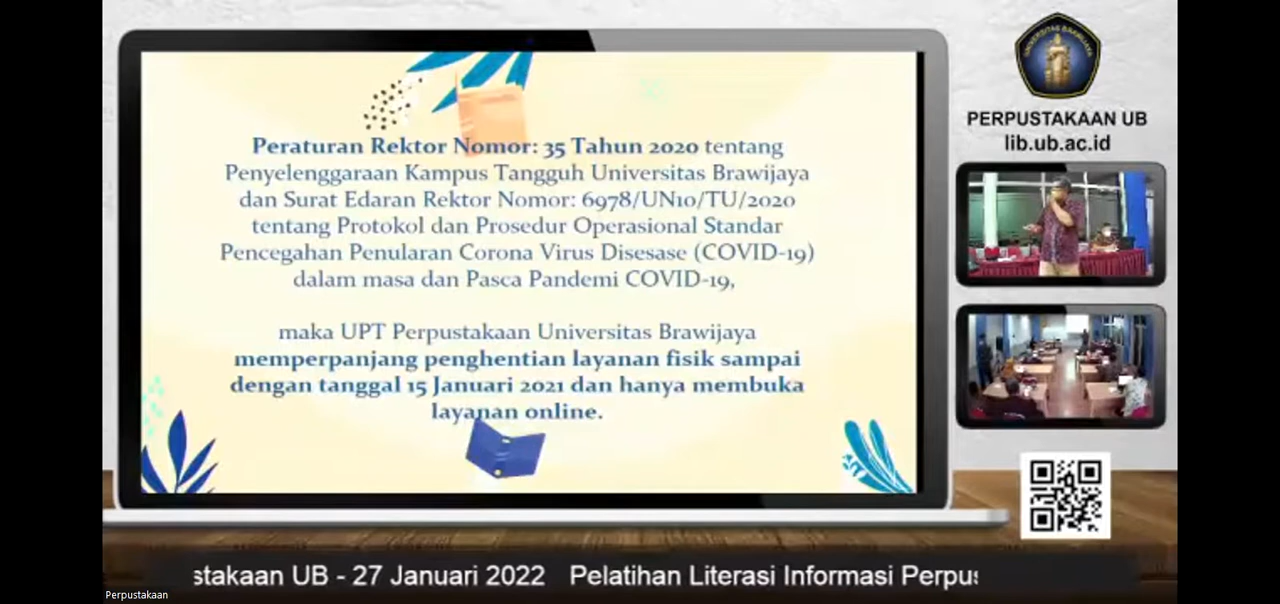 Peraturan Rektor Nomor: 35 Tahun 2020 tentang
Penyelenggaraan Kampus Tangguh Universitas Brawijaya
dan Surat Edaran Rektor Nomor: 6978/UN10/TU/2020
tentang Protokol dan Prosedur Operasional Standar
Pencegahan Penularan Corona Virus Disesase (COVID-19)
dalam masa dan Pasca Pandemi COVID-19,
maka UPT Perpustakaan Universitas Brawijaya
memperpanjang penghentian layanan fisik sampai
dengan tanggal 15 Januari 2021 dan hanya membuka
layanan online.
UNIVERSITAS BRAWIJAYA
PERPUSTAKAAN UB
lib.ub.ac.id
stakaan UB - 27 Januari 2022 Pelatihan Literasi Informasi Perpus
Perpustakaan